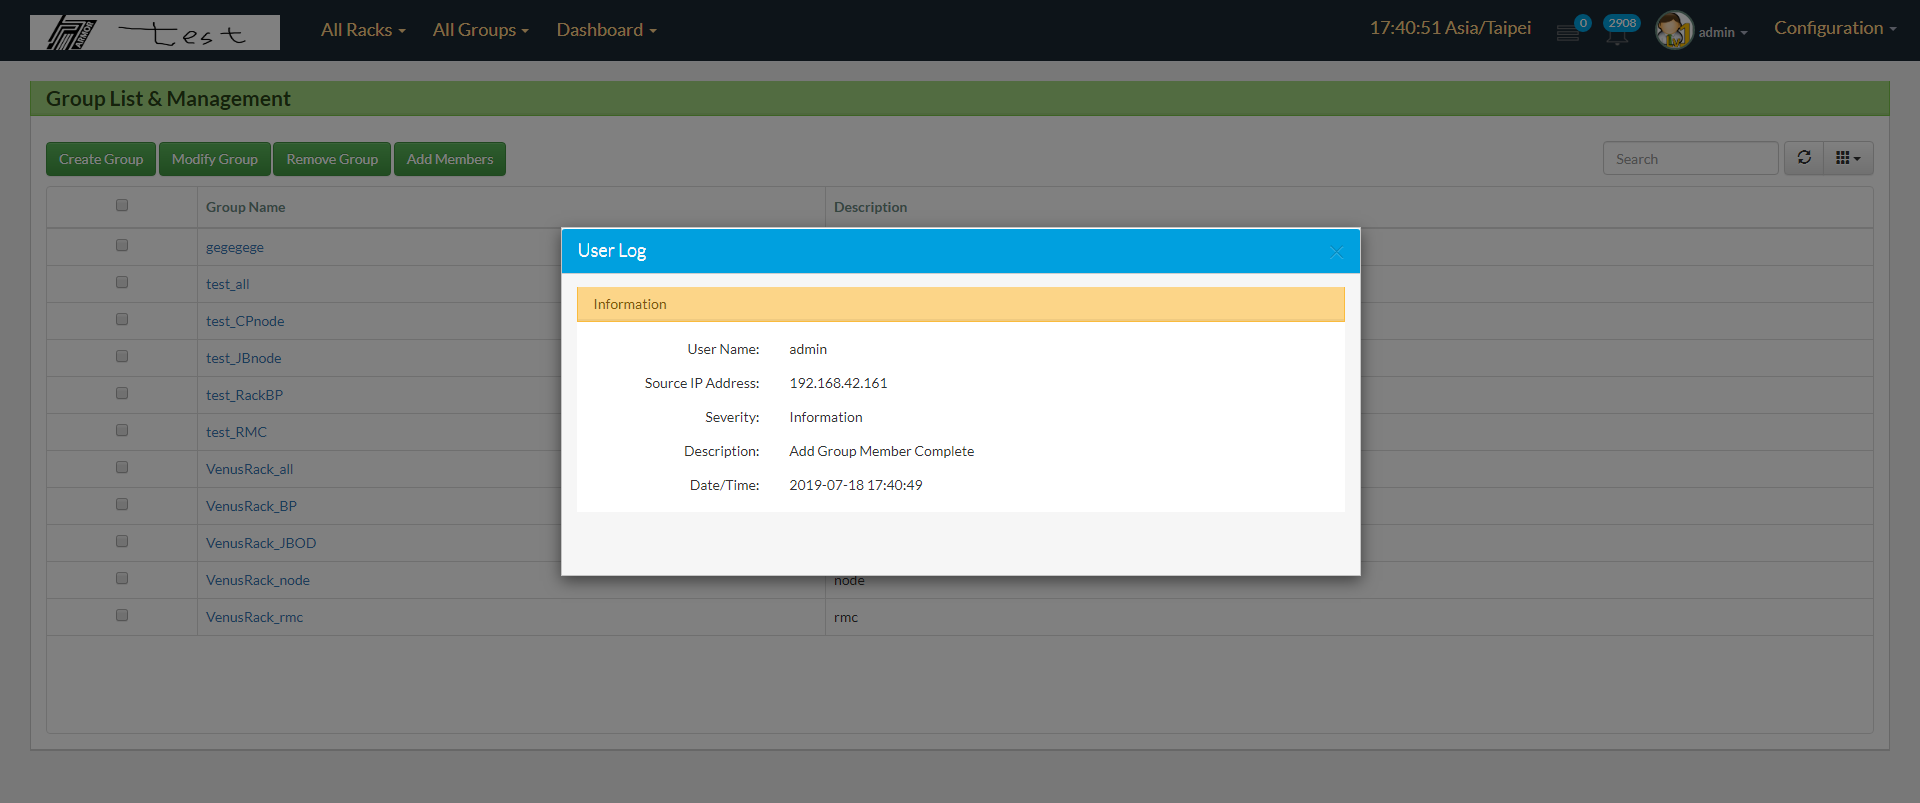 ARMOR test All Racks All Groups Dashboard 17:40:51 Asia/Taipei 0 2908 admin Configuration
Group List & Management
Create Group Modify Group Remove Group Add Members Search
Group Name Description
gegegege
test_all
test_CPnode
test_JBnode
test_RackBP
test_RMC
VenusRack_all
VenusRack_BP
VenusRack_JBOD
VenusRack_node node
VenusRack_rmc rmc
User Log
Information
User Name: admin
Source IP Address: 192.168.42.161
Severity: Information
Description: Add Group Member Complete
Date/Time: 2019-07-18 17:40:49